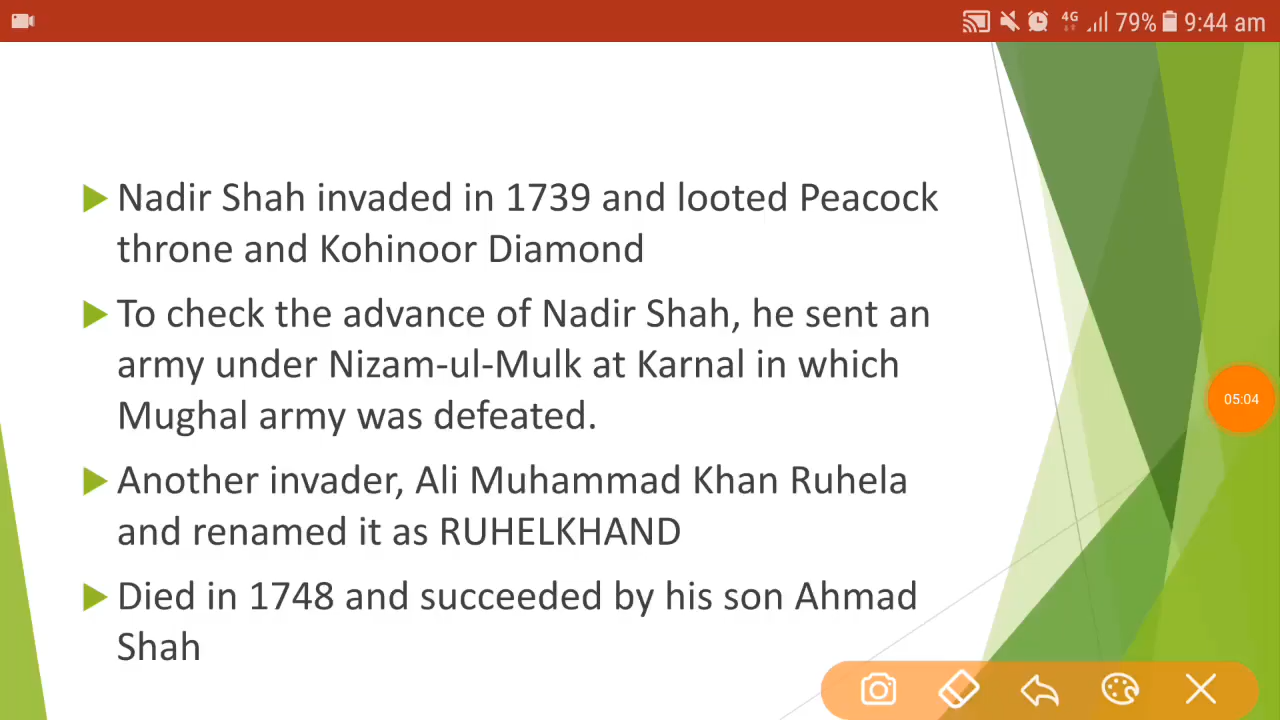 4G 79% 9:44 am
Nadir Shah invaded in 1739 and looted Peacock
throne and Kohinoor Diamond
To check the advance of Nadir Shah, he sent an
army under Nizam-ul-Mulk at Karnal in which
Mughal army was defeated.
05:04
Another invader, Ali Muhammad Khan Ruhela
and renamed it as RUHELKHAND
Died in 1748 and succeeded by his son Ahmad
Shah